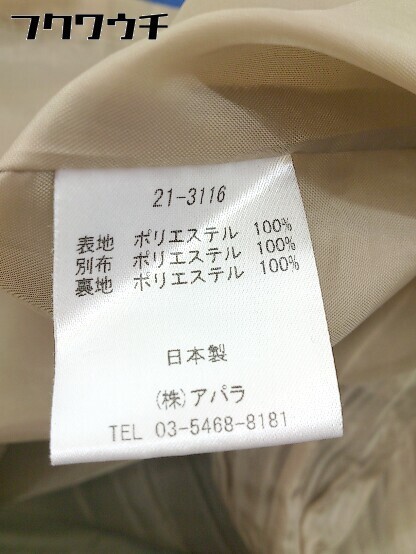 フクワウチ
21-3116
表地 ポリエステル 100%
別布 ポリエステル 100%
裏地 ポリエステル 100%
日本製
(株)アパラ
TEL 03-5468-8181